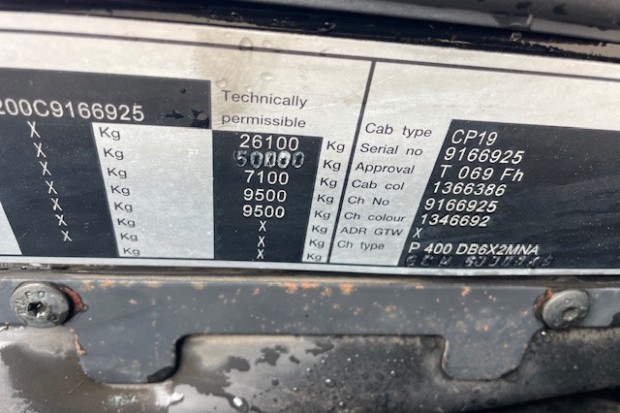 200C9166925
X Kg
X Kg
X Kg
X Kg
X Kg
X Kg
X Kg
Technically
permissible
26100 Kg
Kg
7100 Kg
9500 Kg
9500 Kg
X Kg
X Kg
X Kg
Cab type CP19
Serial no 9166925
Approval T 069 Fh
Cab col 1366386
Ch No 9166925
Ch colour 1346692
ADR GTW X
Ch type P 400 DB6X2MNA